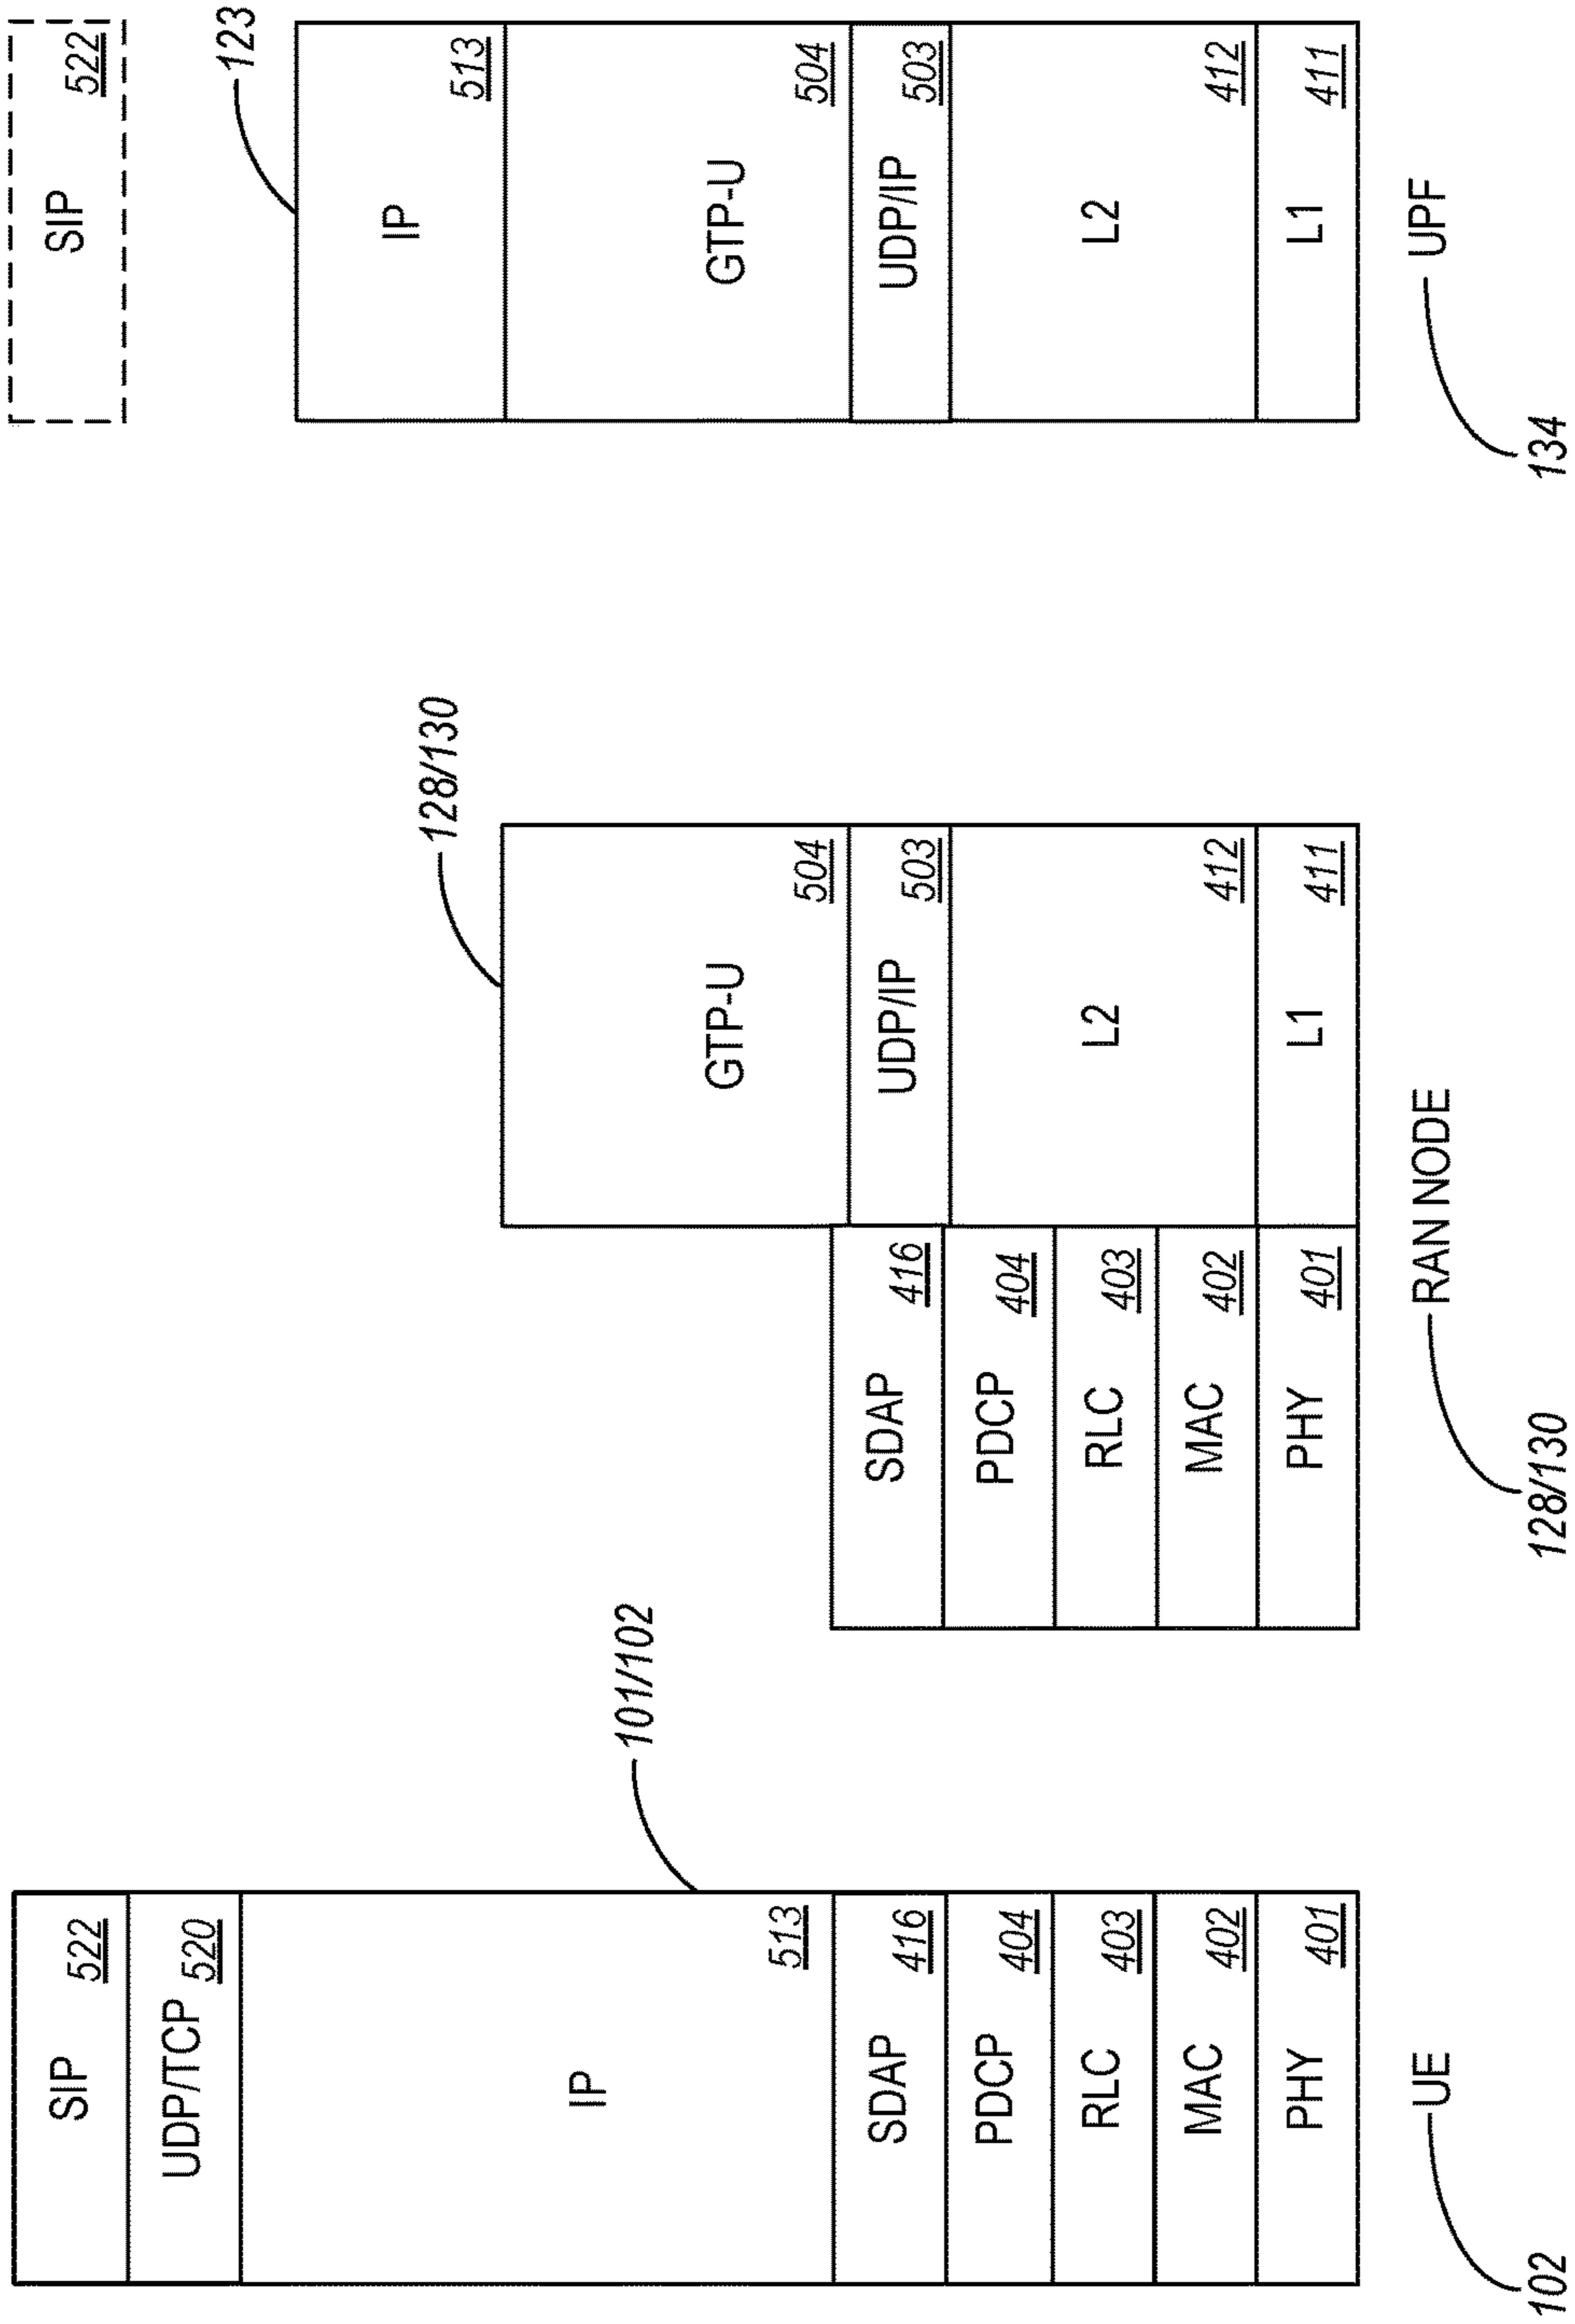 SIP 522
UDP/TCP 520
IP 513
SDAP 416
PDCP 404
RLC 403
MAC 402
PHY 401
101/102
UE
102
128/130
SDAP 416
PDCP 404
RLC 403
MAC 402
PHY 401
GTP-U 504
UDP/IP 503
L2 412
L1 411
RAN NODE
128/130
SIP 522
123
IP 513
GTP-U 504
UDP/IP 503
L2 412
L1 411
UPF
134